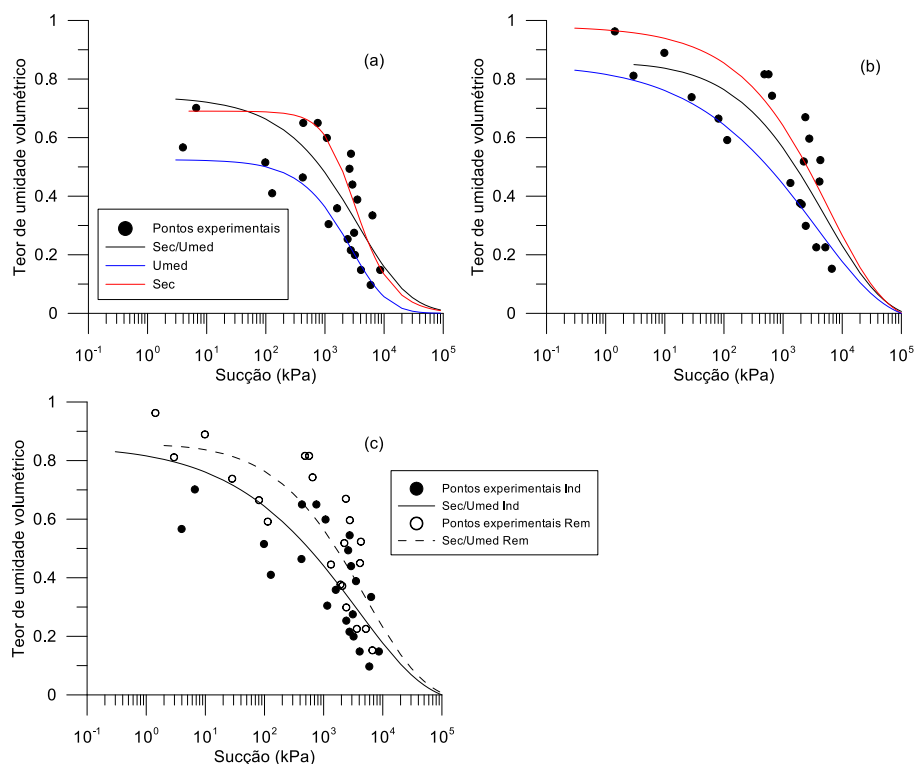 (a)
1
0.8
0.6
0.4
0.2
0
Teor de umidade volumétrico
Pontos experimentais
Sec/Umed
Umed
Sec
10-1 100 101 102 103 104 105
Sucção (kPa)
(b)
1
0.8
0.6
0.4
0.2
0
Teor de umidade volumétrico
10-1 100 101 102 103 104 105
Sucção (kPa)
(c)
1
0.8
0.6
0.4
0.2
0
Teor de umidade volumétrico
10-1 100 101 102 103 104 105
Sucção (kPa)
Pontos experimentais Ind
Sec/Umed Ind
Pontos experimentais Rem
Sec/Umed Rem